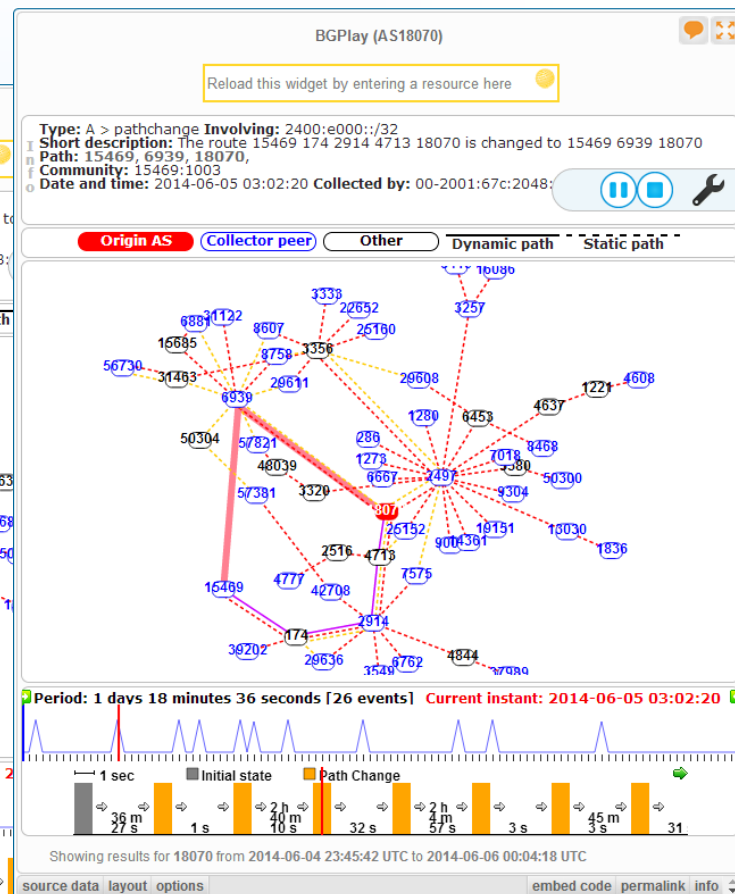 BGPlay (AS18070)
Reload this widget by entering a resource here
Info
Type: A > pathchange Involving: 2400:e000::/32
Short description: The route 15469 174 2914 4713 18070 is changed to 15469 6939 18070
Path: 15469, 6939, 18070,
Community: 15469:1003
Date and time: 2014-06-05 03:02:20 Collected by: 00-2001:67c:2048:
Origin AS Collector peer Other Dynamic path Static path
16086
3333
3257
31122 22652
6881 8607 25160
15685 3356
8758
56730 31463 29611 29608 1221 4608
6939 4637
1280 6453
50304 57821 286 8468
1273 7018
48039 6667 2497 50300
3320 9304
57381
807
25152 19151 13030
900 14361 1836
2516 4713
4777 7575
15469 42708
2914
174
39202 29636 4844
3549 6762 37989
Period: 1 days 18 minutes 36 seconds [26 events] Current instant: 2014-06-05 03:02:20
1 sec Initial state Path Change
36 m 27 s
1 s
2 h 40 m 10 s
32 s
2 h 4 m 57 s
3 s
45 m 3 s
31
Showing results for 18070 from 2014-06-04 23:45:42 UTC to 2014-06-06 00:04:18 UTC
source data layout options embed code permalink info